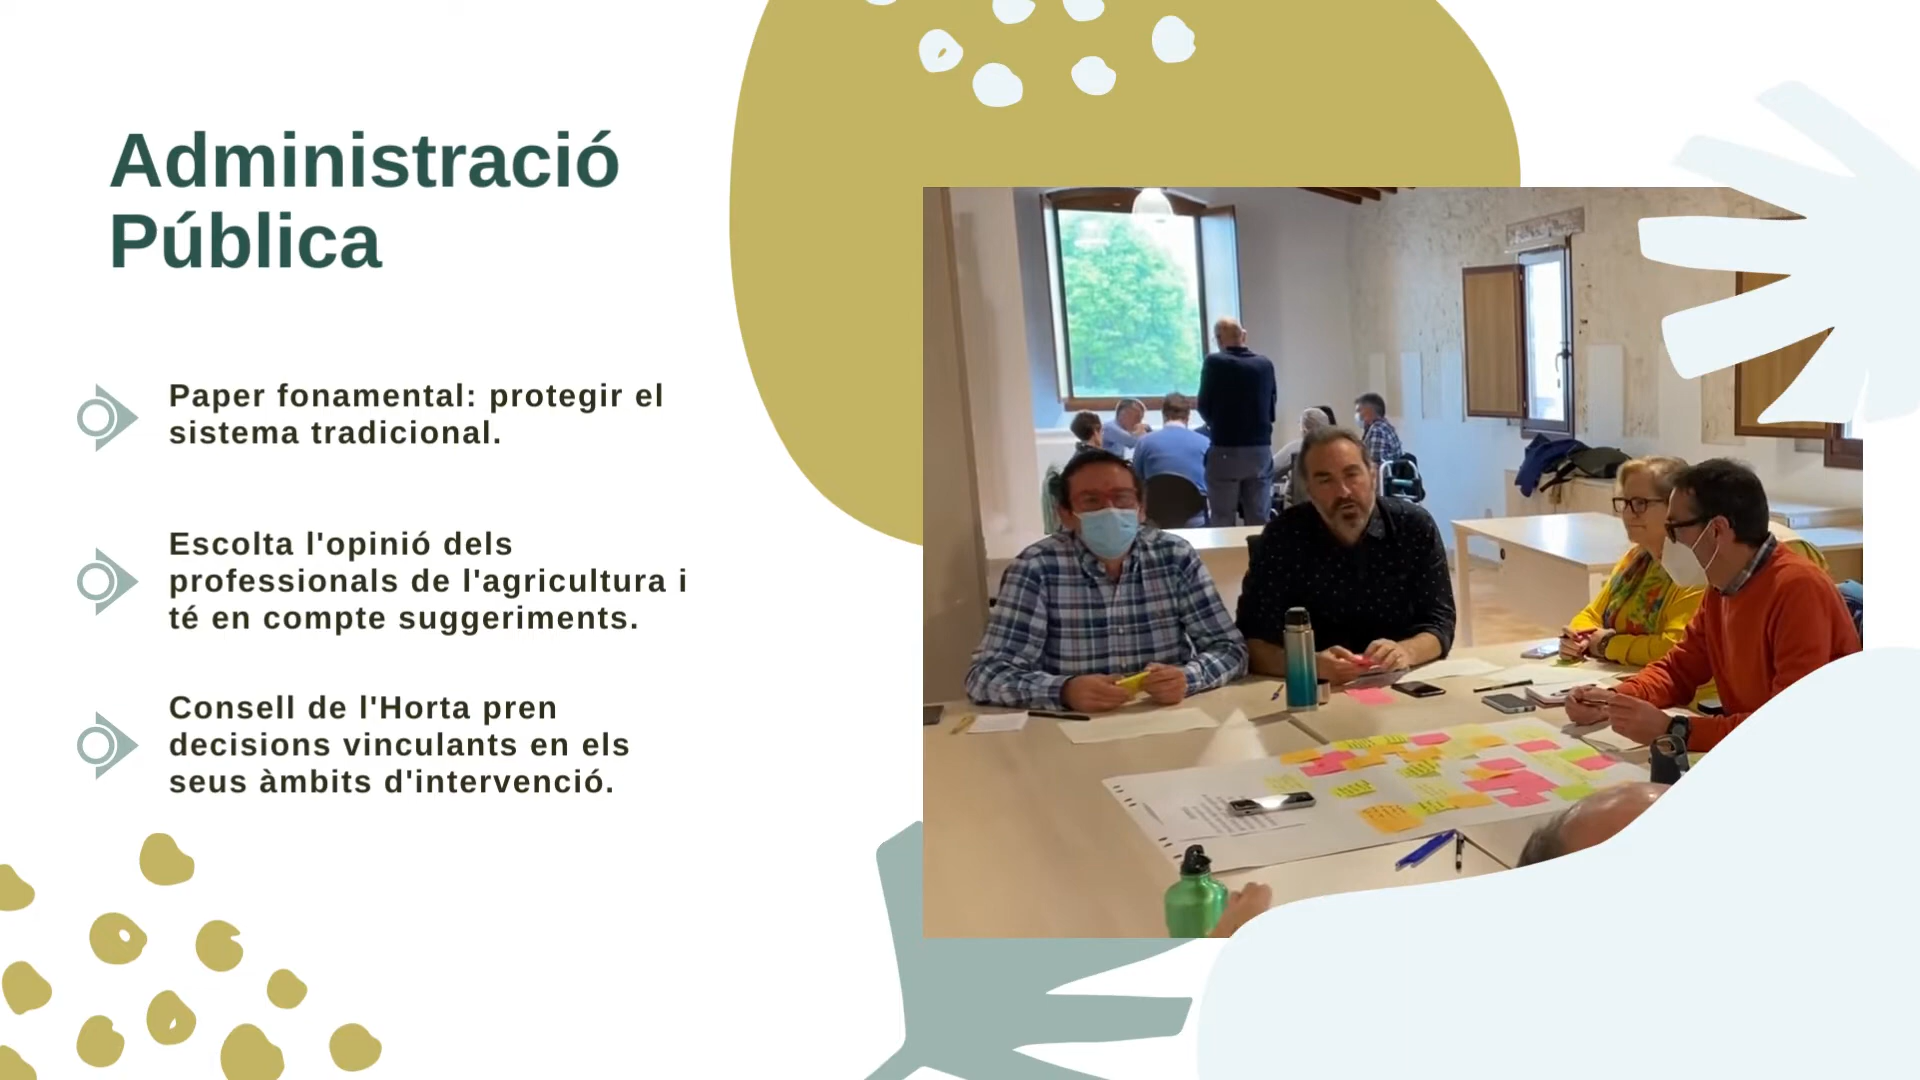 Administració
Pública
Paper fonamental: protegir el
sistema tradicional.
Escolta l'opinió dels
professionals de l'agricultura i
té en compte suggeriments.
Consell de l'Horta pren
decisions vinculants en els
seus àmbits d'intervenció.